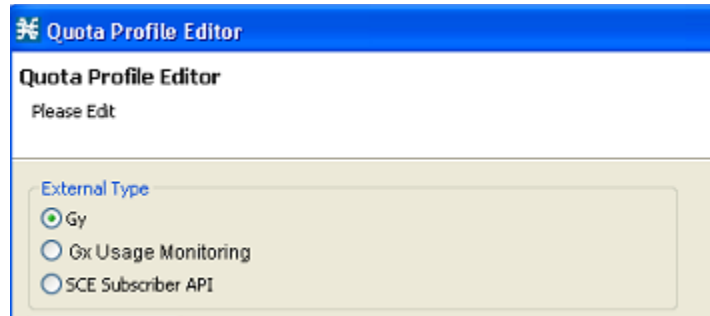 Quota Profile Editor
Quota Profile Editor
Please Edit
External Type
Gy
Gx Usage Monitoring
SCE Subscriber API